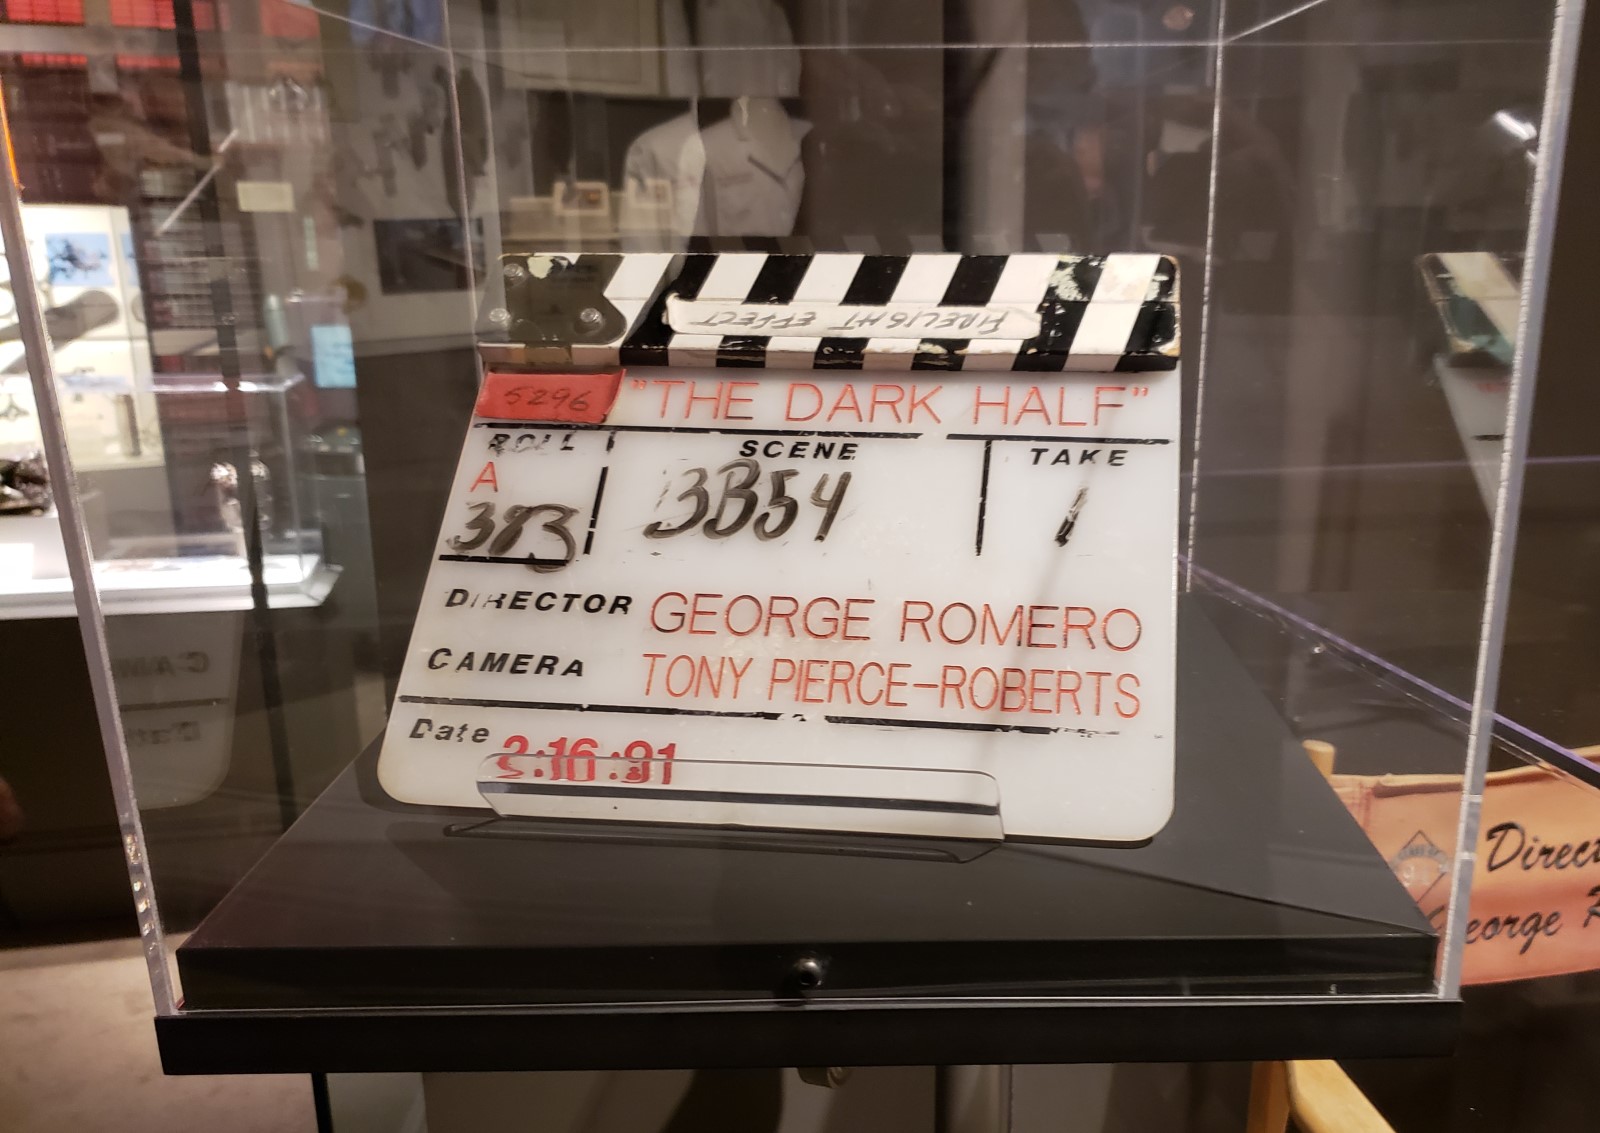 FIRELIGHT EFFECT
5296 "THE DARK HALF"
ROLL SCENE TAKE
A
383 3B54 1
DIRECTOR GEORGE ROMERO
CAMERA TONY PIERCE-ROBERTS
Date 2:16:91
Direct
George R